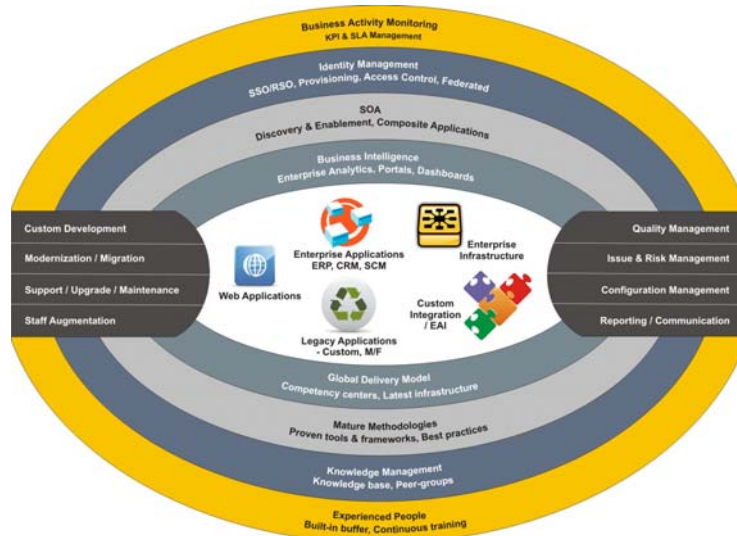 Business Activity Monitoring
KPI & SLA Management
Identity Management
SSO/RSO, Provisioning, Access Control, Federated
SOA
Discovery & Enablement, Composite Applications
Business Intelligence
Enterprise Analytics, Portals, Dashboards
Custom Development
Modernization / Migration
Support / Upgrade / Maintenance
Staff Augmentation
Web Applications
Enterprise Applications
ERP, CRM, SCM
Enterprise
Infrastructure
Legacy Applications
- Custom, M/F
Custom
Integration
/ EAI
Quality Management
Issue & Risk Management
Configuration Management
Reporting / Communication
Global Delivery Model
Competency centers, Latest infrastructure
Mature Methodologies
Proven tools & frameworks, Best practices
Knowledge Management
Knowledge base, Peer-groups
Experienced People
Built-in buffer, Continuous training